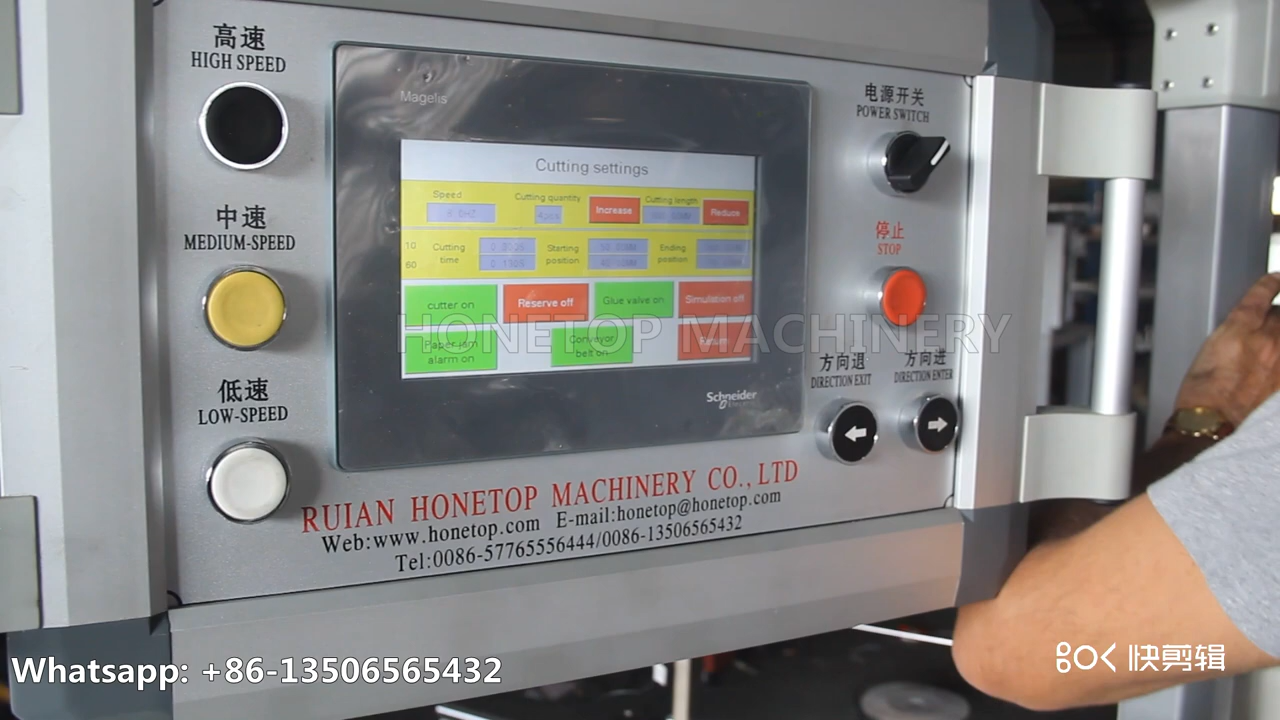 高速
HIGH SPEED
中速
MEDIUM-SPEED
低速
LOW-SPEED
Magelis
Cutting settings
Speed
Cutting quantity
Increase
Cutting length
Reduce
10
60
Cutting time
Starting position
Ending position
cutter on
Reserve off
Glue valve on
Simulation off
Paper jam alarm on
Conveyor belt on
Return
Schneider
Electric
电源开关
POWER SWITCH
停止
STOP
方向退
DIRECTION EXIT
方向进
DIRECTION ENTER
HONETOP MACHINERY
RUIAN HONETOP MACHINERY CO., LTD
Web:www.honetop.com E-mail:honetop@honetop.com
Tel:0086-57765556444/0086-13506565432
Whatsapp: +86-13506565432
快剪辑